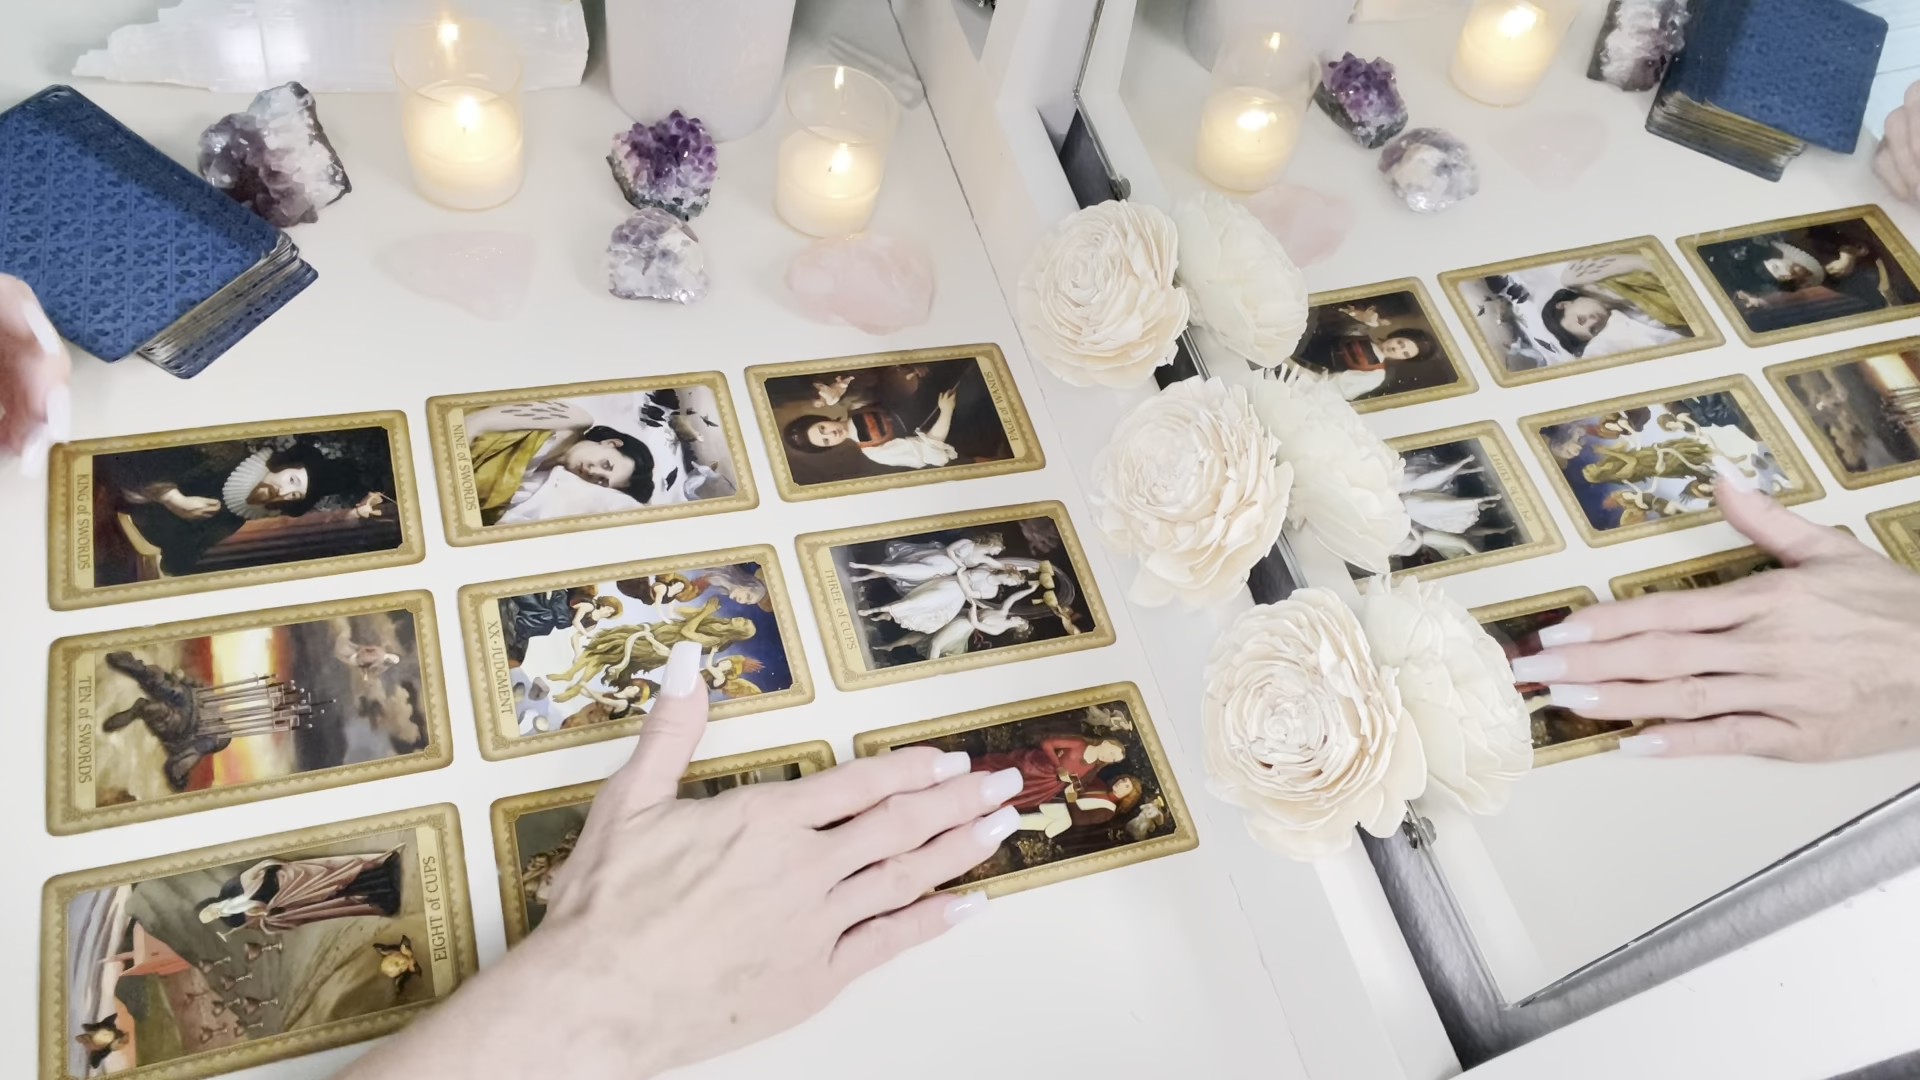 KING of SWORDS
NINE of SWORDS
PAGE of WANDS
TEN of SWORDS
XX · JUDGMENT
THREE of CUPS
EIGHT of CUPS